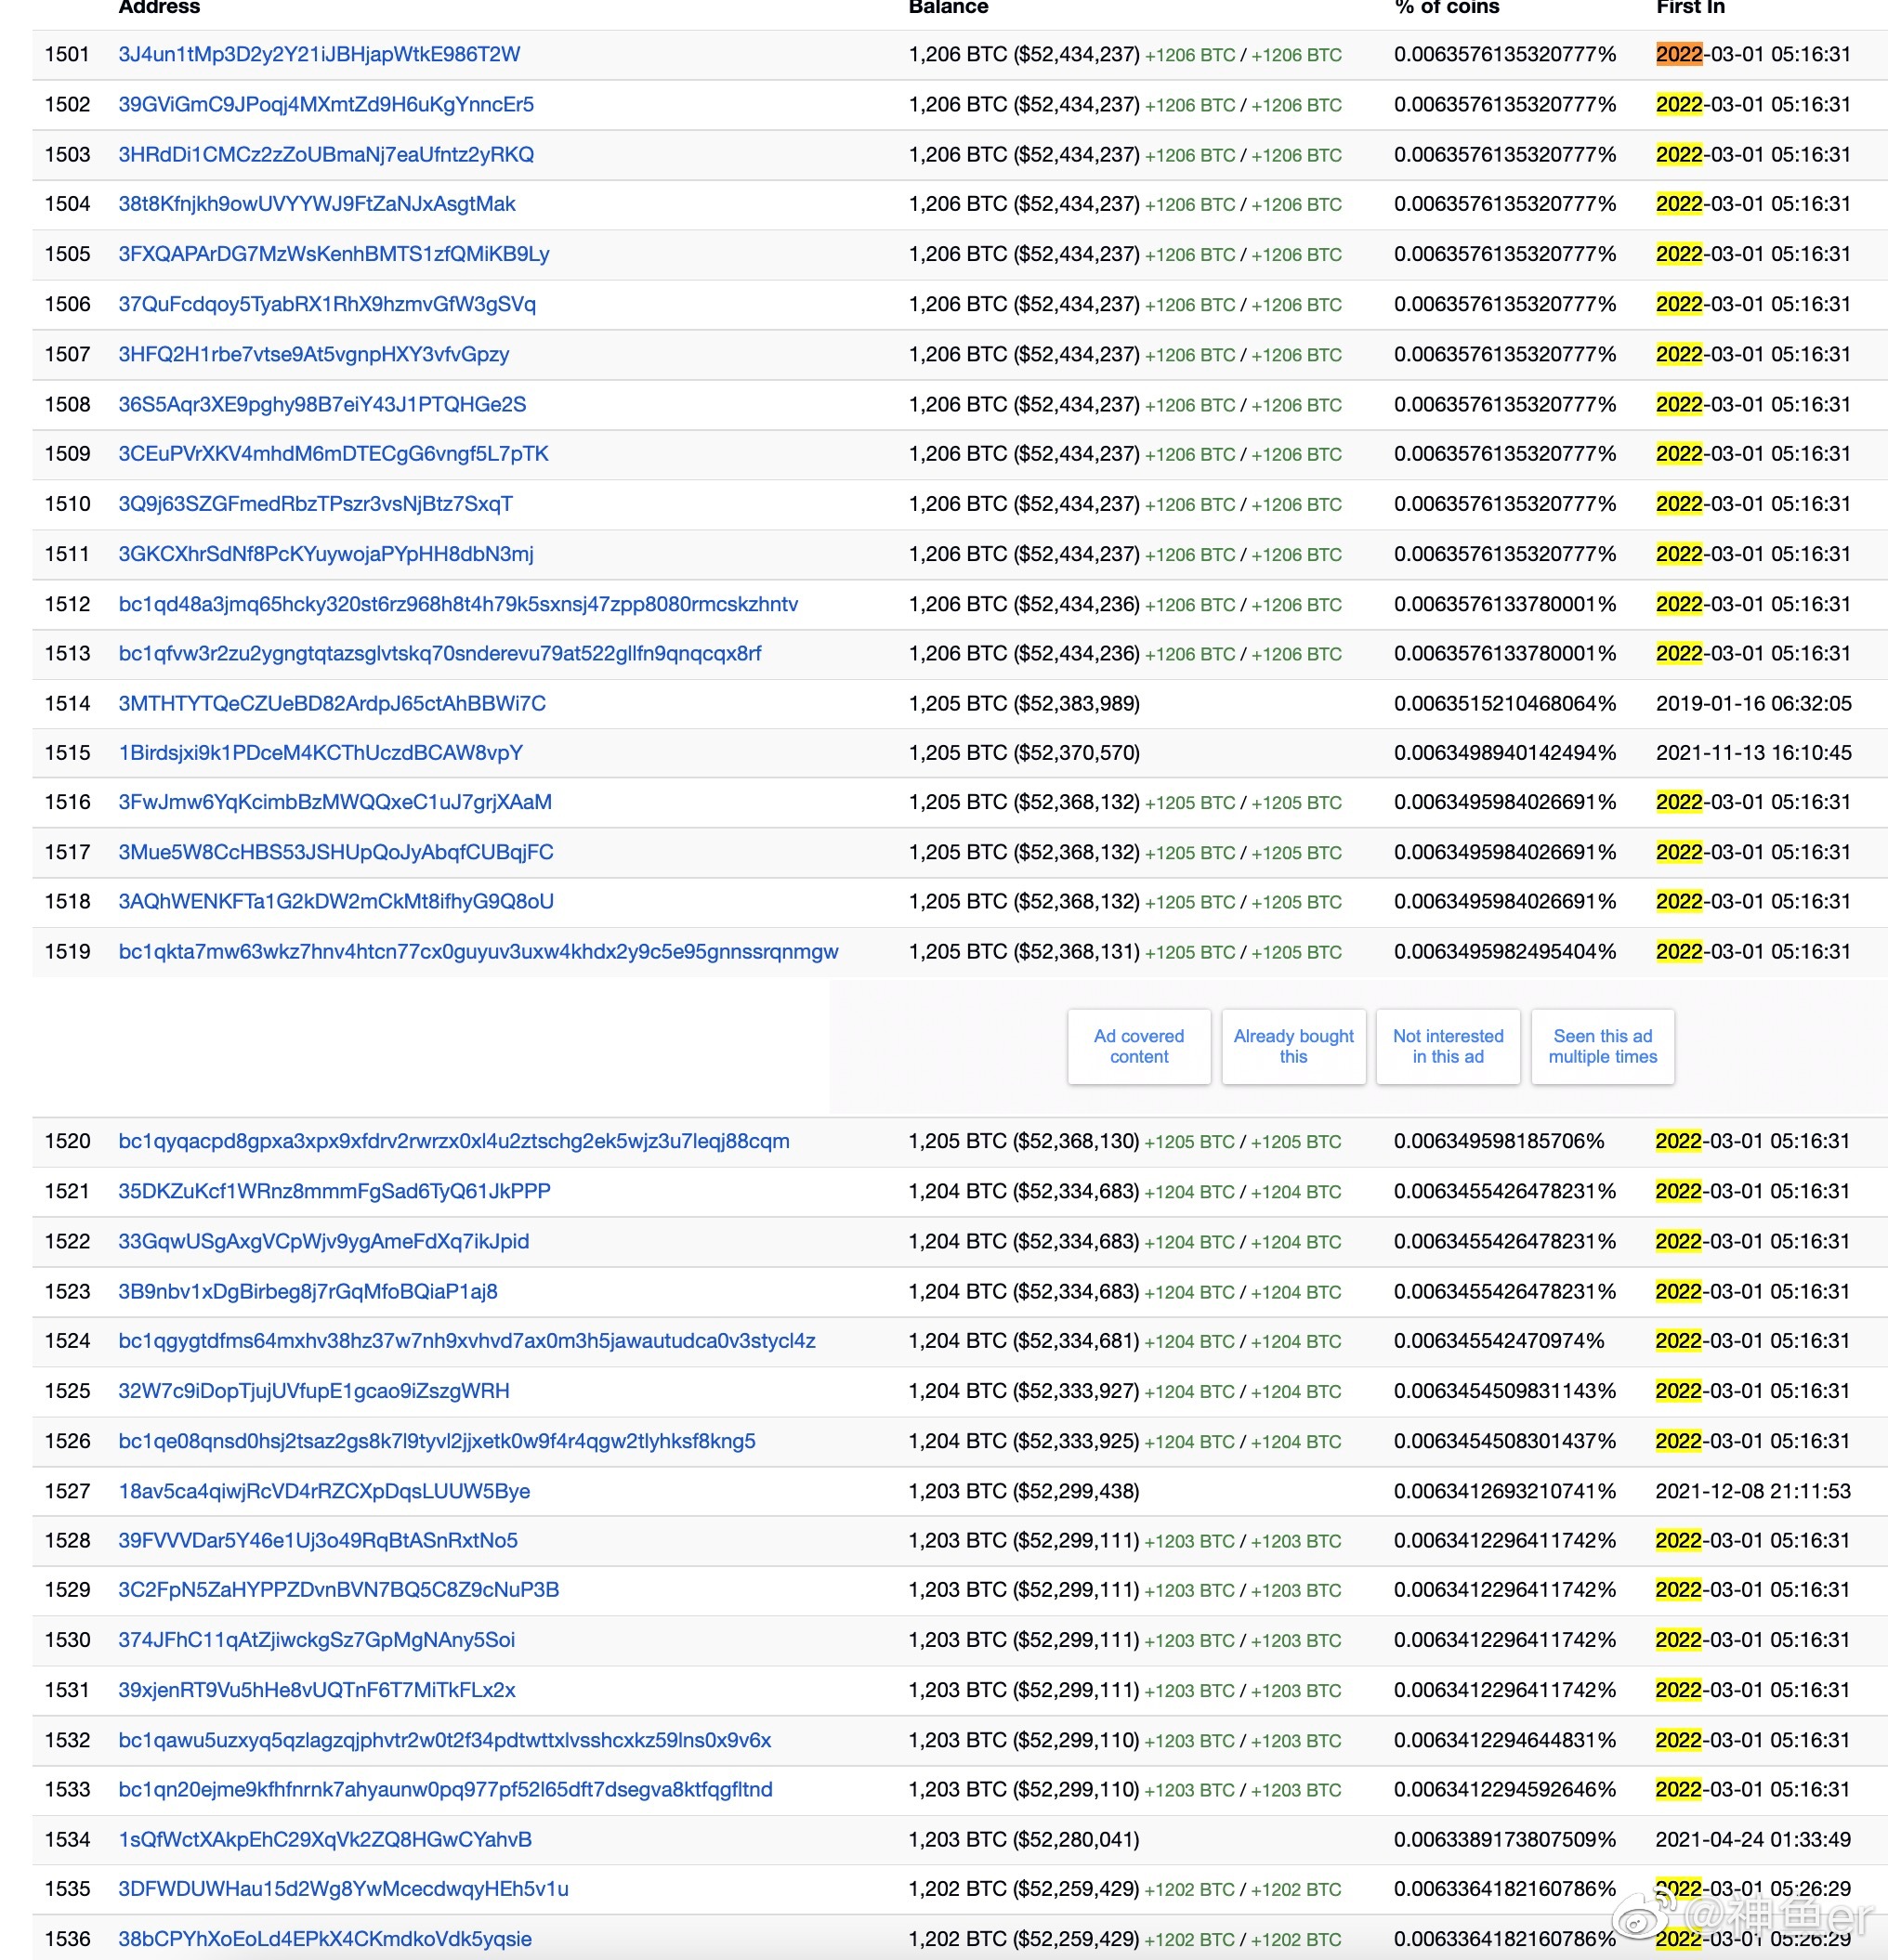 Address Balance % of coins First In
1501 3J4un1tMp3D2y2Y21iJBHjapWtkE986T2W 1,206 BTC ($52,434,237) +1206 BTC / +1206 BTC 0.0063576135320777% 2022-03-01 05:16:31
1502 39GViGmC9JPoqj4MXmtZd9H6uKgYnncEr5 1,206 BTC ($52,434,237) +1206 BTC / +1206 BTC 0.0063576135320777% 2022-03-01 05:16:31
1503 3HRdDi1CMCz2zZoUBmaNj7eaUfntz2yRKQ 1,206 BTC ($52,434,237) +1206 BTC / +1206 BTC 0.0063576135320777% 2022-03-01 05:16:31
1504 38t8Kfnjkh9owUVYYWJ9FtZaNJxAsgtMak 1,206 BTC ($52,434,237) +1206 BTC / +1206 BTC 0.0063576135320777% 2022-03-01 05:16:31
1505 3FXQAPArDG7MzWsKenhBMTS1zfQMiKB9Ly 1,206 BTC ($52,434,237) +1206 BTC / +1206 BTC 0.0063576135320777% 2022-03-01 05:16:31
1506 37QuFcdqoy5TyabRX1RhX9hzmvGfW3gSVq 1,206 BTC ($52,434,237) +1206 BTC / +1206 BTC 0.0063576135320777% 2022-03-01 05:16:31
1507 3HFQ2H1rbe7vtse9At5vgnpHXY3vfvGpzy 1,206 BTC ($52,434,237) +1206 BTC / +1206 BTC 0.0063576135320777% 2022-03-01 05:16:31
1508 36S5Aqr3XE9pghy98B7eiY43J1PTQHGe2S 1,206 BTC ($52,434,237) +1206 BTC / +1206 BTC 0.0063576135320777% 2022-03-01 05:16:31
1509 3CEuPVrXKV4mhdM6mDTECgG6vngf5L7pTK 1,206 BTC ($52,434,237) +1206 BTC / +1206 BTC 0.0063576135320777% 2022-03-01 05:16:31
1510 3Q9j63SZGFmedRbzTPszr3vsNjBtz7SxqT 1,206 BTC ($52,434,237) +1206 BTC / +1206 BTC 0.0063576135320777% 2022-03-01 05:16:31
1511 3GKCXhrSdNf8PcKYuywojaPYpHH8dbN3mj 1,206 BTC ($52,434,237) +1206 BTC / +1206 BTC 0.0063576135320777% 2022-03-01 05:16:31
1512 bc1qd48a3jmq65hcky320st6rz968h8t4h79k5sxnsj47zpp8080rmcskzhntv 1,206 BTC ($52,434,236) +1206 BTC / +1206 BTC 0.0063576133780001% 2022-03-01 05:16:31
1513 bc1qfvw3r2zu2ygngtqtazsglvtskq70snderevu79at522gllfn9qnqcqx8rf 1,206 BTC ($52,434,236) +1206 BTC / +1206 BTC 0.0063576133780001% 2022-03-01 05:16:31
1514 3MTHTYTQeCZUeBD82ArdpJ65ctAhBBWi7C 1,205 BTC ($52,383,989) 0.0063515210468064% 2019-01-16 06:32:05
1515 1Birdsjxi9k1PDceM4KCThUczdBCAW8vpY 1,205 BTC ($52,370,570) 0.0063498940142494% 2021-11-13 16:10:45
1516 3FwJmw6YqKcimbBzMWQQxeC1uJ7grjXAaM 1,205 BTC ($52,368,132) +1205 BTC / +1205 BTC 0.0063495984026691% 2022-03-01 05:16:31
1517 3Mue5W8CcHBS53JSHUpQoJyAbqfCUBqjFC 1,205 BTC ($52,368,132) +1205 BTC / +1205 BTC 0.0063495984026691% 2022-03-01 05:16:31
1518 3AQhWENKFTa1G2kDW2mCkMt8ifhyG9Q8oU 1,205 BTC ($52,368,132) +1205 BTC / +1205 BTC 0.0063495984026691% 2022-03-01 05:16:31
1519 bc1qkta7mw63wkz7hnv4htcn77cx0guyuv3uxw4khdx2y9c5e95gnnssrqnmgw 1,205 BTC ($52,368,131) +1205 BTC / +1205 BTC 0.0063495982495404% 2022-03-01 05:16:31
Ad covered content
Already bought this
Not interested in this ad
Seen this ad multiple times
1520 bc1qyqacpd8gpxa3xpx9xfdrv2rwrzx0xl4u2ztschg2ek5wjz3u7leqj88cqm 1,205 BTC ($52,368,130) +1205 BTC / +1205 BTC 0.006349598185706% 2022-03-01 05:16:31
1521 35DKZuKcf1WRnz8mmmFgSad6TyQ61JkPPP 1,204 BTC ($52,334,683) +1204 BTC / +1204 BTC 0.0063455426478231% 2022-03-01 05:16:31
1522 33GqwUSgAxgVCpWjv9ygAmeFdXq7ikJpid 1,204 BTC ($52,334,683) +1204 BTC / +1204 BTC 0.0063455426478231% 2022-03-01 05:16:31
1523 3B9nbv1xDgBirbeg8j7rGqMfoBQiaP1aj8 1,204 BTC ($52,334,683) +1204 BTC / +1204 BTC 0.0063455426478231% 2022-03-01 05:16:31
1524 bc1qgygtdfms64mxhv38hz37w7nh9xvhvd7ax0m3h5jawautudca0v3stycl4z 1,204 BTC ($52,334,681) +1204 BTC / +1204 BTC 0.006345542470974% 2022-03-01 05:16:31
1525 32W7c9iDopTjujUVfupE1gcao9iZszgWRH 1,204 BTC ($52,333,927) +1204 BTC / +1204 BTC 0.0063454509831143% 2022-03-01 05:16:31
1526 bc1qe08qnsd0hsj2tsaz2gs8k7l9tyvl2jjxetk0w9f4r4qgw2tlyhksf8kng5 1,204 BTC ($52,333,925) +1204 BTC / +1204 BTC 0.0063454508301437% 2022-03-01 05:16:31
1527 18av5ca4qiwjRcVD4rRZCXpDqsLUUW5Bye 1,203 BTC ($52,299,438) 0.0063412693210741% 2021-12-08 21:11:53
1528 39FVVVDar5Y46e1Uj3o49RqBtASnRxtNo5 1,203 BTC ($52,299,111) +1203 BTC / +1203 BTC 0.0063412296411742% 2022-03-01 05:16:31
1529 3C2FpN5ZaHYPPZDvnBVN7BQ5C8Z9cNuP3B 1,203 BTC ($52,299,111) +1203 BTC / +1203 BTC 0.0063412296411742% 2022-03-01 05:16:31
1530 374JFhC11qAtZjiwckgSz7GpMgNAny5Soi 1,203 BTC ($52,299,111) +1203 BTC / +1203 BTC 0.0063412296411742% 2022-03-01 05:16:31
1531 39xjenRT9Vu5hHe8vUQTnF6T7MiTkFLx2x 1,203 BTC ($52,299,111) +1203 BTC / +1203 BTC 0.0063412296411742% 2022-03-01 05:16:31
1532 bc1qawu5uzxyq5qzlagzqjphvtr2w0t2f34pdtwttxlvsshcxkz59lns0x9v6x 1,203 BTC ($52,299,110) +1203 BTC / +1203 BTC 0.0063412294644831% 2022-03-01 05:16:31
1533 bc1qn20ejme9kfhfnrnk7ahyaunw0pq977pf52l65dft7dsegva8ktfqgfltnd 1,203 BTC ($52,299,110) +1203 BTC / +1203 BTC 0.0063412294592646% 2022-03-01 05:16:31
1534 1sQfWctXAkpEhC29XqVk2ZQ8HGwCYahvB 1,203 BTC ($52,280,041) 0.0063389173807509% 2021-04-24 01:33:49
1535 3DFWDUWHau15d2Wg8YwMcecdwqyHEh5v1u 1,202 BTC ($52,259,429) +1202 BTC / +1202 BTC 0.0063364182160786% 2022-03-01 05:26:29
1536 38bCPYhXoEoLd4EPkX4CKmdkoVdk5yqsie 1,202 BTC ($52,259,429) +1202 BTC / +1202 BTC 0.0063364182160786% 2022-03-01 05:26:29
@神鱼er